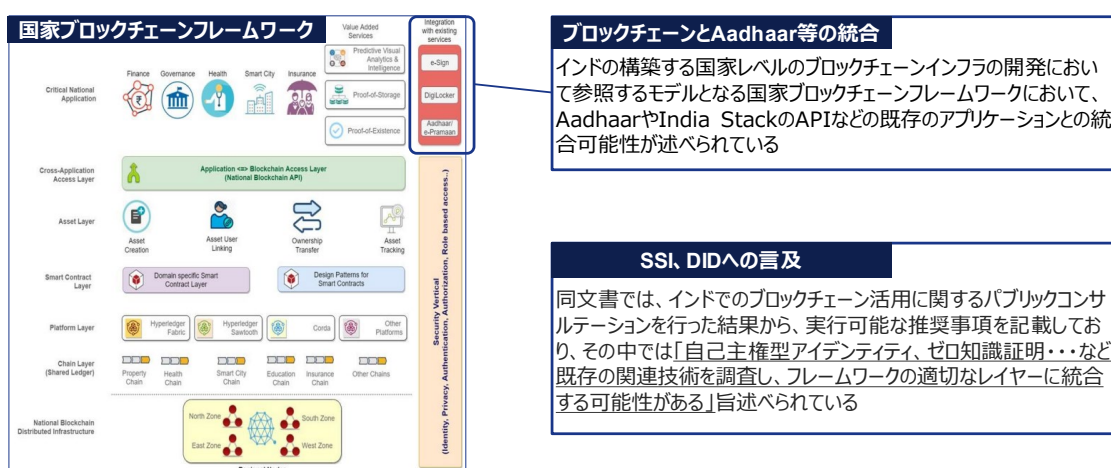 国家ブロックチェーンフレームワーク
Value Added
Services
Integration
with existing
services
Predictive Visual
Analytics &
Intelligence
e-Sign
Finance
Governance
Health
Smart City
Insurance
Critical National
Application
Proof-of-Storage
DigiLocker
Proof-of-Existence
Aadhaar/
e-Pramaan
Cross-Application
Access Layer
Application <=> Blockchain Access Layer
(National Blockchain API)
Asset Layer
Asset
Creation
Asset User
Linking
Ownership
Transfer
Asset
Tracking
Smart Contract
Layer
Domain specific Smart
Contract Layer
Design Patterns for
Smart Contracts
Platform Layer
Hyperledger
Fabric
Hyperledger
Sawtooth
Corda
Other
Platforms
Chain Layer
(Shared Ledger)
Property
Chain
Health
Chain
Smart City
Chain
Education
Chain
Insurance
Chain
Other Chains
National Blockchain
Distributed Infrastructure
North Zone
South Zone
East Zone
West Zone
Security Vertical
(Identity, Privacy, Authentication, Authorization, Role based access...)
ブロックチェーンとAadhaar等の統合
インドの構築する国家レベルのブロックチェーンインフラの開発におい
て参照するモデルとなる国家ブロックチェーンフレームワークにおいて、
AadhaarやIndia StackのAPIなどの既存のアプリケーションとの統
合可能性が述べられている
SSI、DIDへの言及
同文書では、インドでのブロックチェーン活用に関するパブリックコンサ
ルテーションを行った結果から、実行可能な推奨事項を記載してお
り、その中では「自己主権型アイデンティティ、ゼロ知識証明・・・など
既存の関連技術を調査し、フレームワークの適切なレイヤーに統合
する可能性がある」旨述べられている